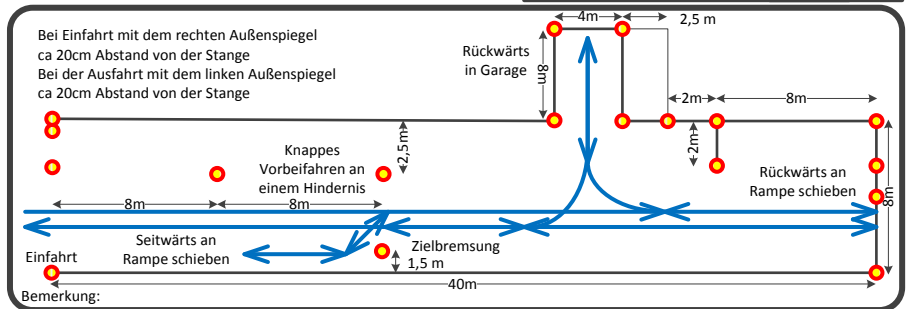 Bei Einfahrt mit dem rechten Außenspiegel
ca 20cm Abstand von der Stange
Bei der Ausfahrt mit dem linken Außenspiegel
ca 20cm Abstand von der Stange
4m
2,5 m
Rückwärts
in Garage
8m
2m
8m
Knappes
Vorbeifahren an
einem Hindernis
2,5m
2m
Rückwärts an
Rampe schieben
8m
8m
8m
Seitwärts an
Rampe schieben
Zielbremsung
1,5 m
Einfahrt
40m
Bemerkung: